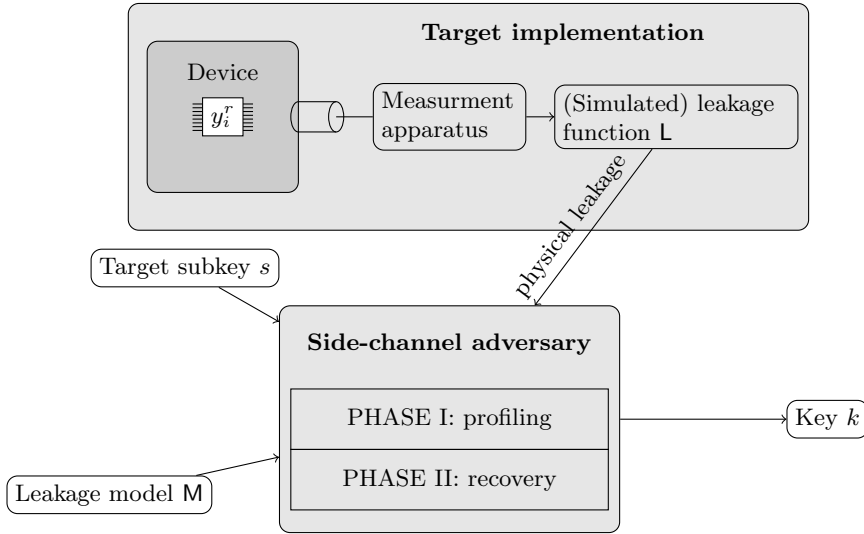 Target implementation
Device
y_i^r
Measurment
apparatus
(Simulated) leakage
function L
physical leakage
Target subkey s
Side-channel adversary
PHASE I: profiling
Key k
PHASE II: recovery
Leakage model M